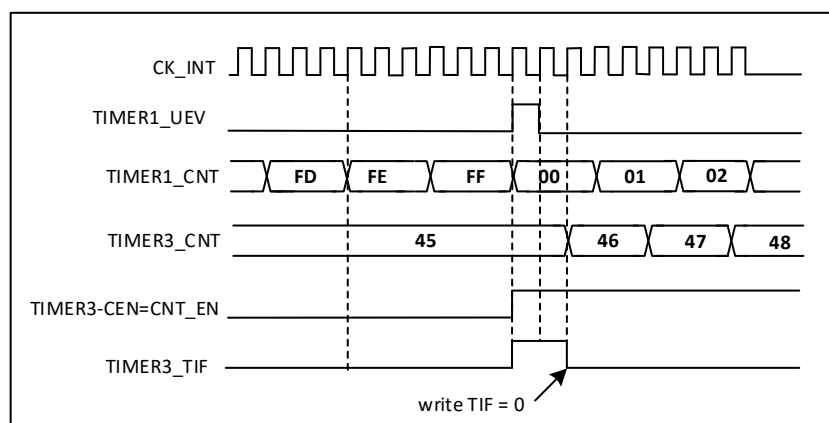 CK_INT
TIMER1_UEV
TIMER1_CNT FD FE FF 00 01 02
TIMER3_CNT 45 46 47 48
TIMER3-CEN=CNT_EN
TIMER3_TIF
write TIF = 0